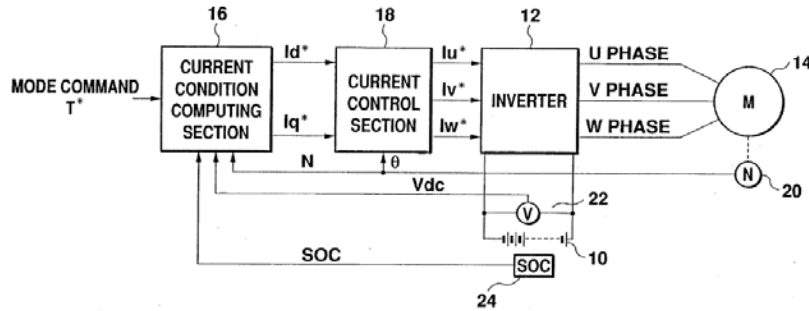 16
18
12
14
Id*
Iu*
U PHASE
MODE COMMAND
T*
CURRENT
CONDITION
COMPUTING
SECTION
CURRENT
CONTROL
SECTION
Iv*
INVERTER
V PHASE
M
Iq*
Iw*
W PHASE
N
θ
N
20
Vdc
V
22
10
SOC
SOC
24